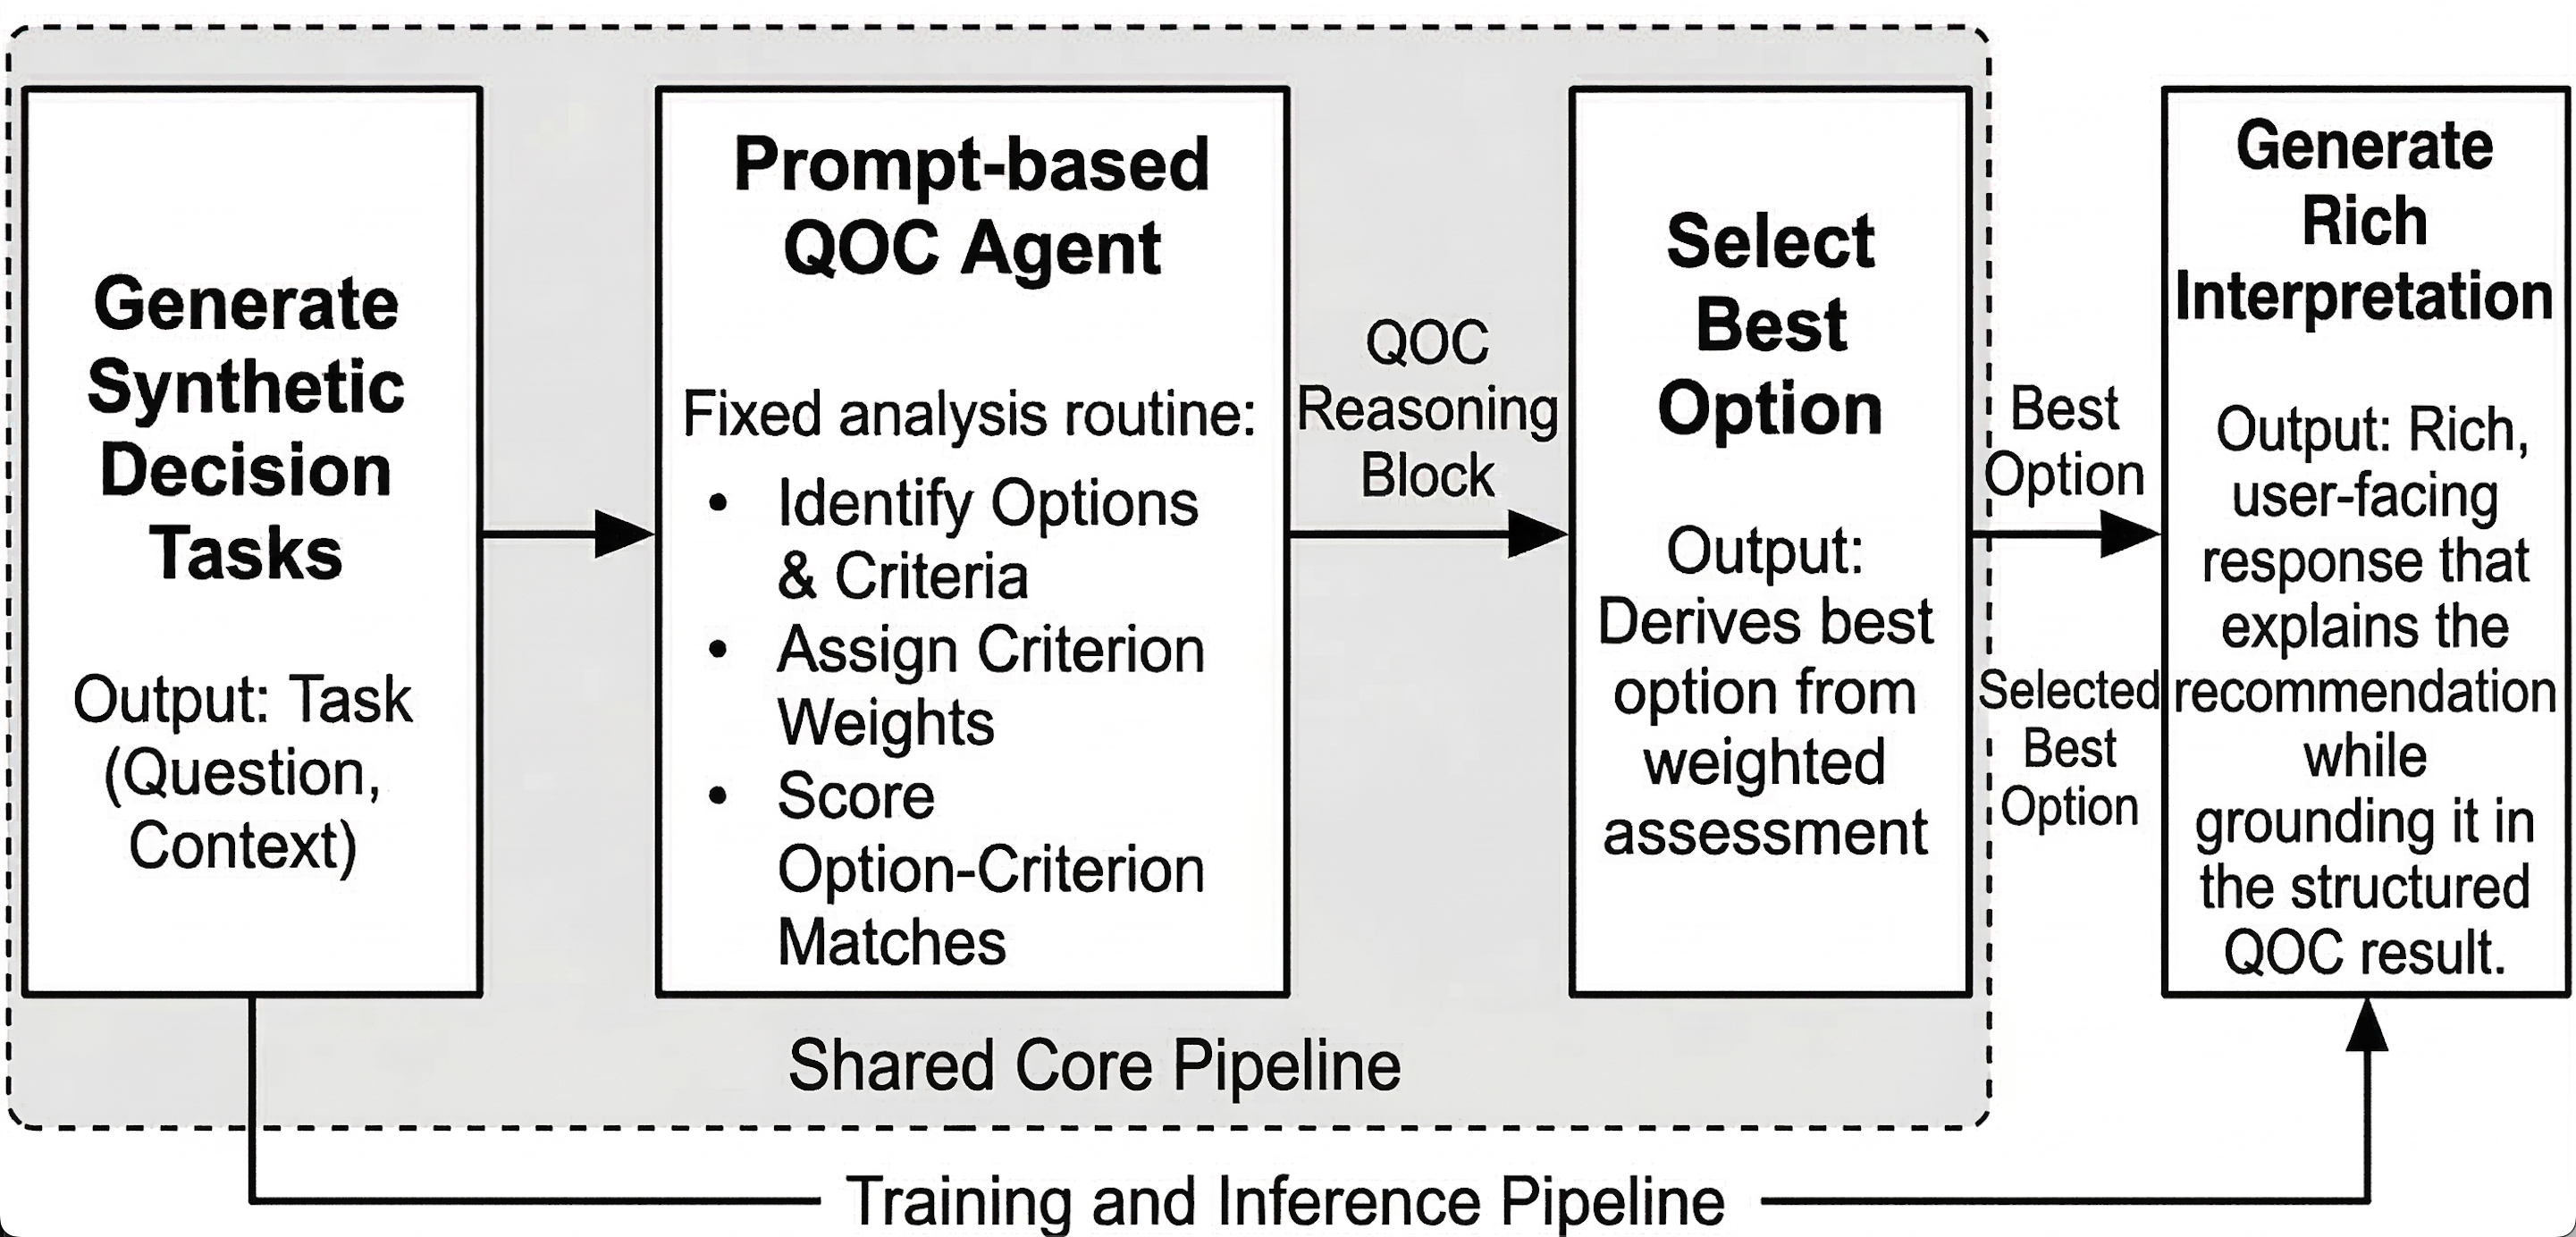 Generate
Synthetic
Decision
Tasks
Output: Task
(Question,
Context)
Prompt-based
QOC Agent
Fixed analysis routine:
• Identify Options
& Criteria
• Assign Criterion
Weights
• Score
Option-Criterion
Matches
QOC
Reasoning
Block
Select
Best
Option
Output:
Derives best
option from
weighted
assessment
Best
Option
Selected
Best
Option
Generate
Rich
Interpretation
Output: Rich,
user-facing
response that
explains the
recommendation
while
grounding it in
the structured
QOC result.
Shared Core Pipeline
Training and Inference Pipeline